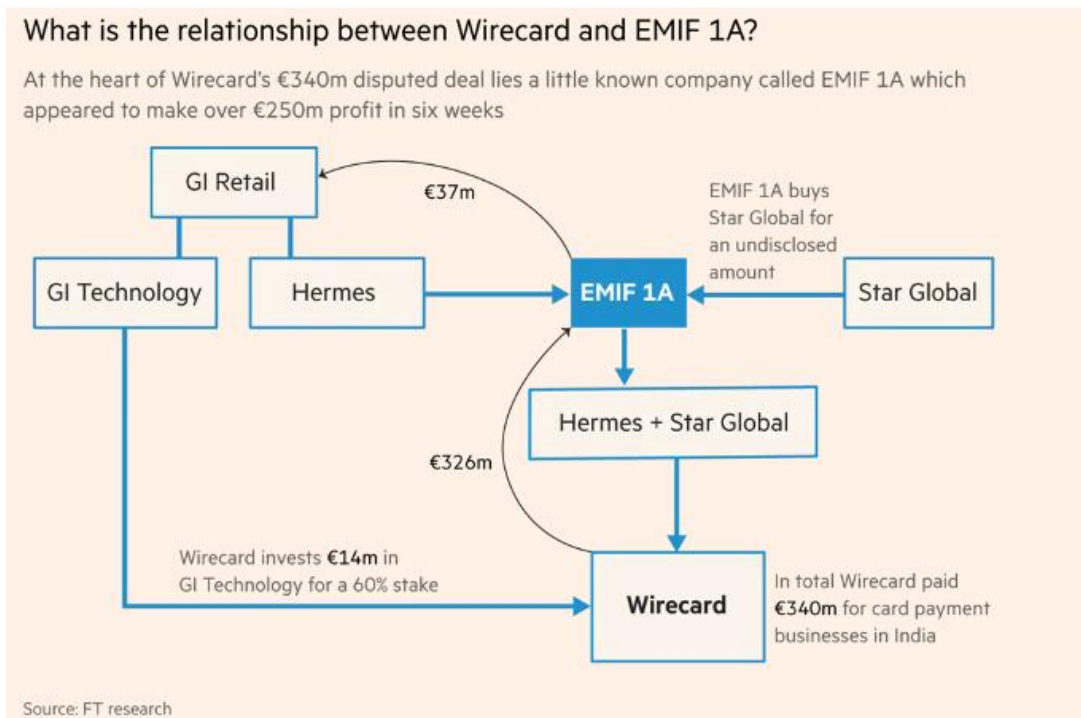 What is the relationship between Wirecard and EMIF 1A?
At the heart of Wirecard's €340m disputed deal lies a little known company called EMIF 1A which
appeared to make over €250m profit in six weeks
GI Retail
€37m
EMIF 1A buys
Star Global for
an undisclosed
amount
GI Technology
Hermes
EMIF 1A
Star Global
Hermes + Star Global
€326m
Wirecard invests €14m in
GI Technology for a 60% stake
Wirecard
In total Wirecard paid
€340m for card payment
businesses in India
Source: FT research